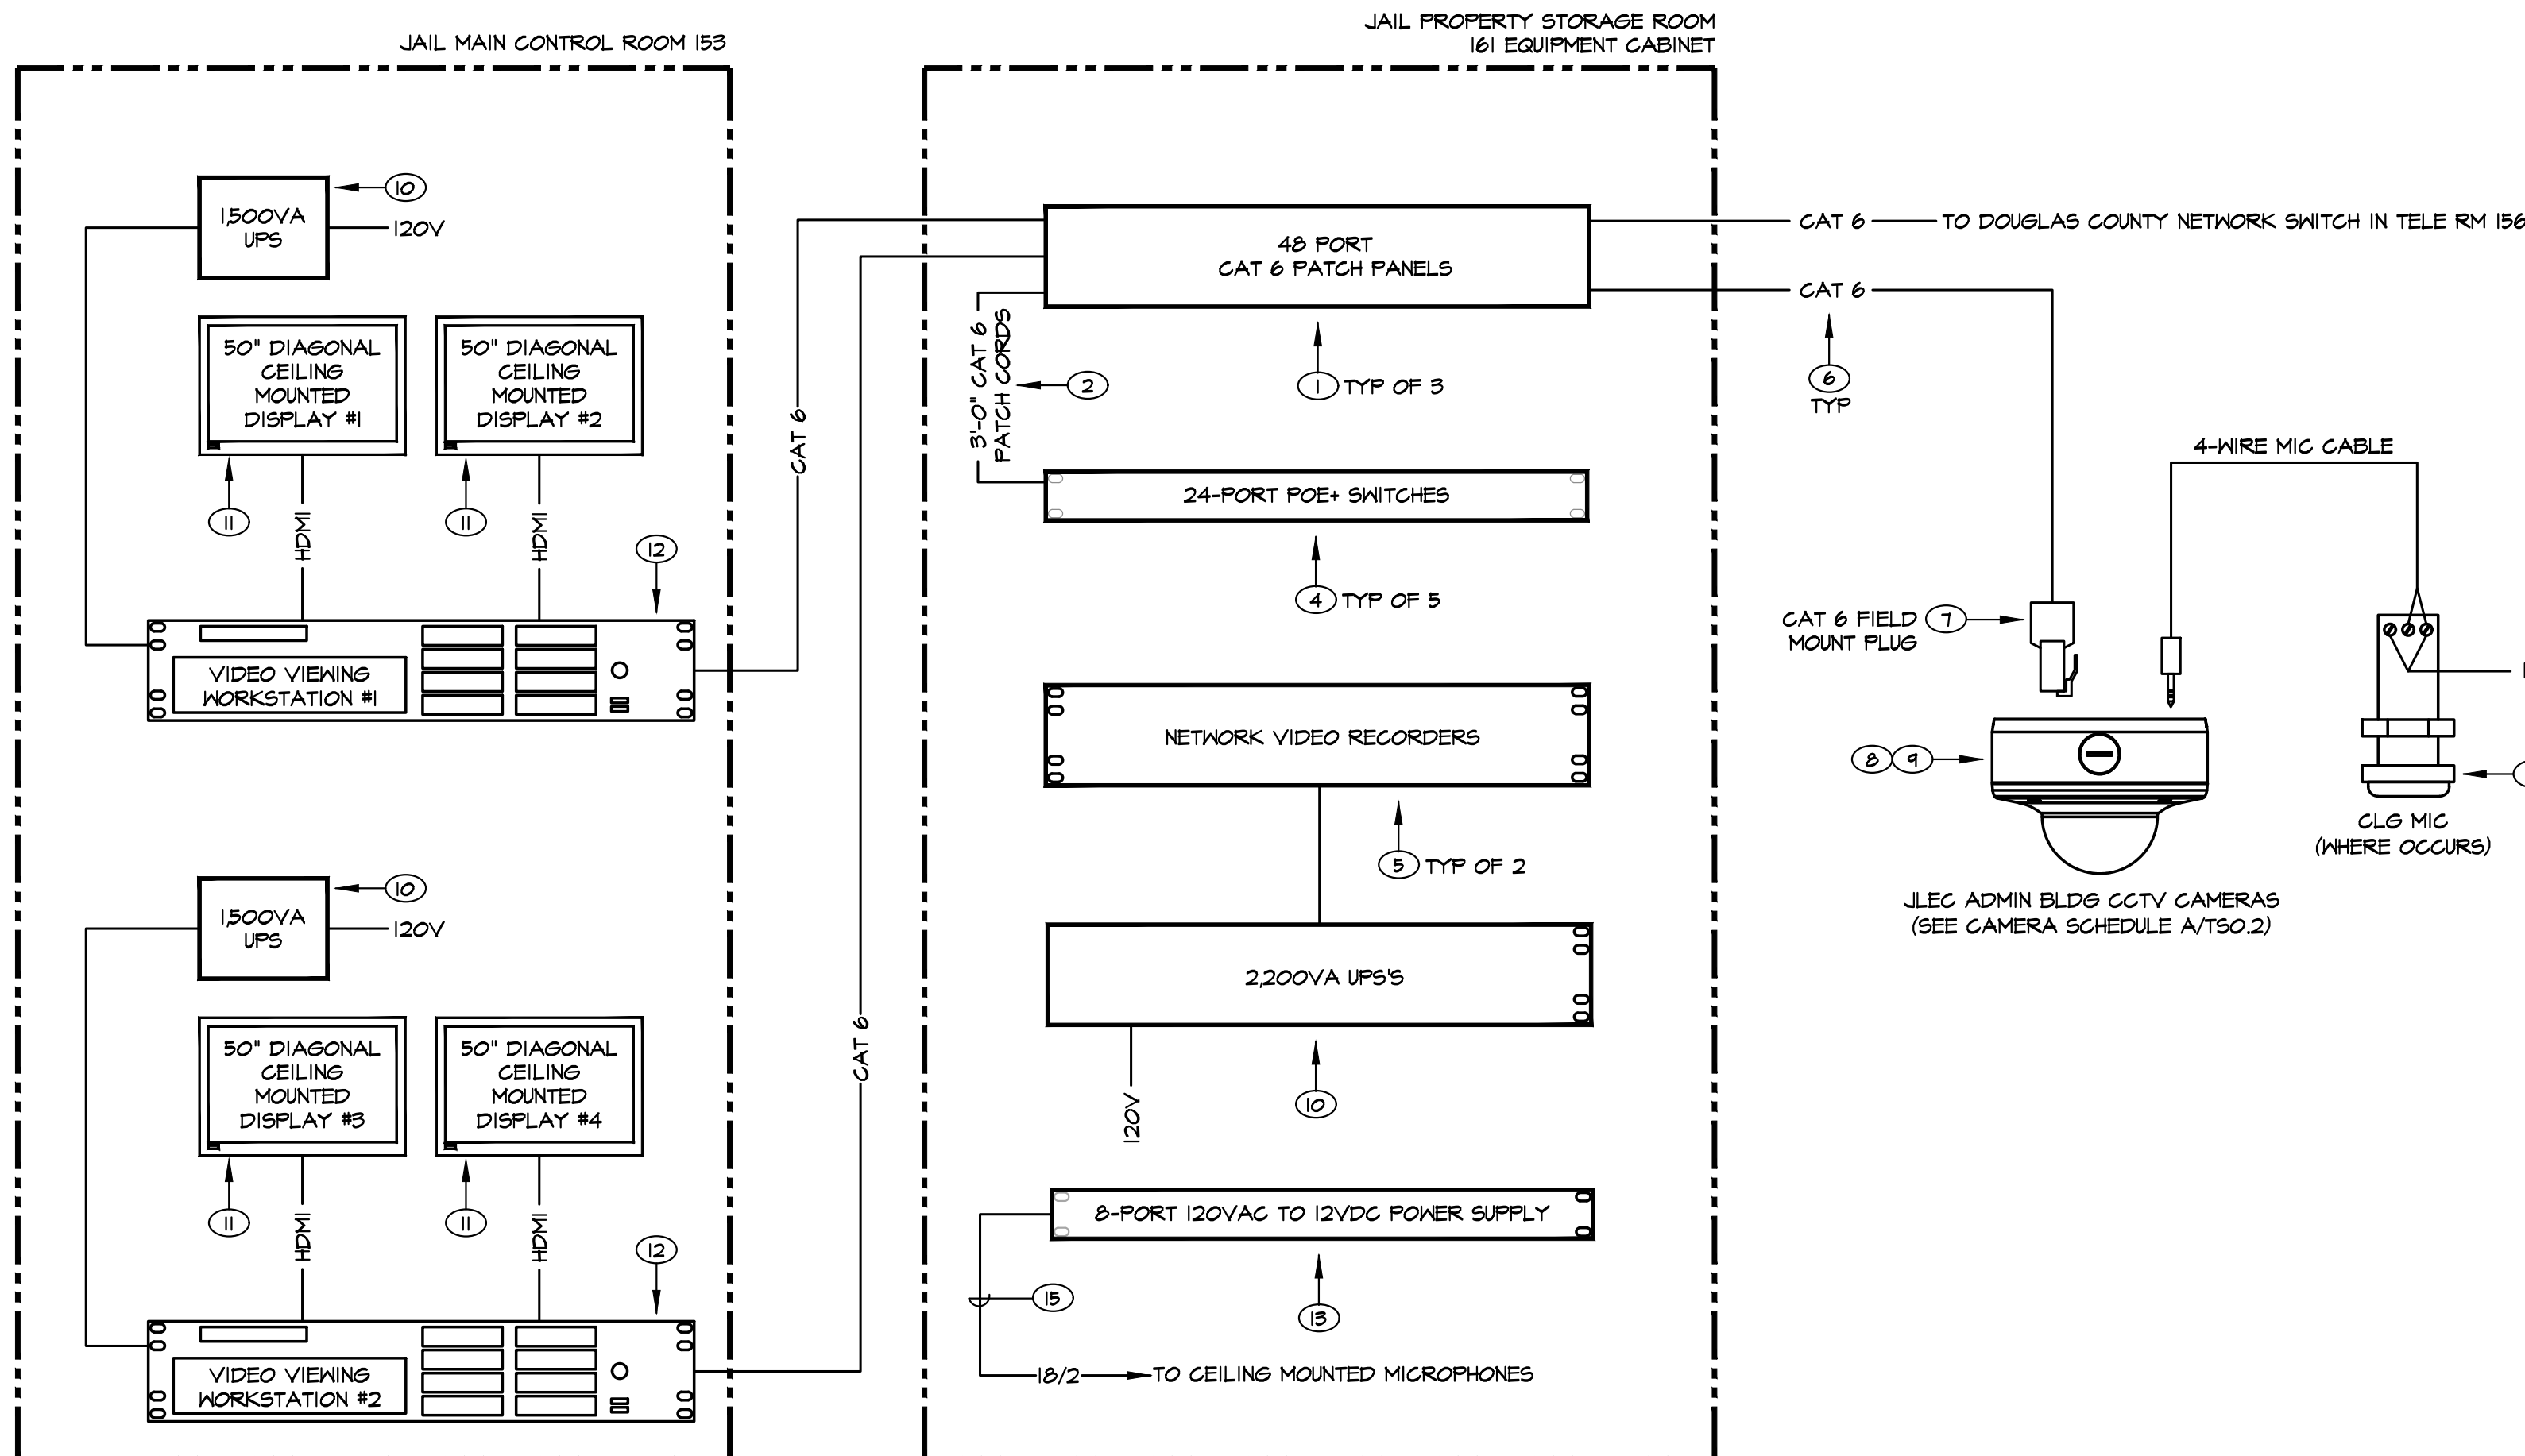 JAIL MAIN CONTROL ROOM 153
10
1,500VA
UPS
120V
50" DIAGONAL
CEILING
MOUNTED
DISPLAY #1
50" DIAGONAL
CEILING
MOUNTED
DISPLAY #2
11
HDMI
11
HDMI
12
VIDEO VIEWING
WORKSTATION #1
10
1,500VA
UPS
120V
50" DIAGONAL
CEILING
MOUNTED
DISPLAY #3
50" DIAGONAL
CEILING
MOUNTED
DISPLAY #4
11
HDMI
11
HDMI
12
VIDEO VIEWING
WORKSTATION #2
CAT 6
CAT 6
JAIL PROPERTY STORAGE ROOM
161 EQUIPMENT CABINET
48 PORT
CAT 6 PATCH PANELS
3'-0" CAT 6
PATCH CORDS
2
1 TYP OF 3
24-PORT POE+ SWITCHES
4 TYP OF 5
NETWORK VIDEO RECORDERS
5 TYP OF 2
2,200VA UPS'S
120V
10
8-PORT 120VAC TO 12VDC POWER SUPPLY
15
13
18/2 TO CEILING MOUNTED MICROPHONES
CAT 6 TO DOUGLAS COUNTY NETWORK SWITCH IN TELE RM 156
CAT 6
6
TYP
4-WIRE MIC CABLE
CAT 6 FIELD
MOUNT PLUG
7
8 9
CLG MIC
(WHERE OCCURS)
JLEC ADMIN BLDG CCTV CAMERAS
(SEE CAMERA SCHEDULE A/TS0.2)